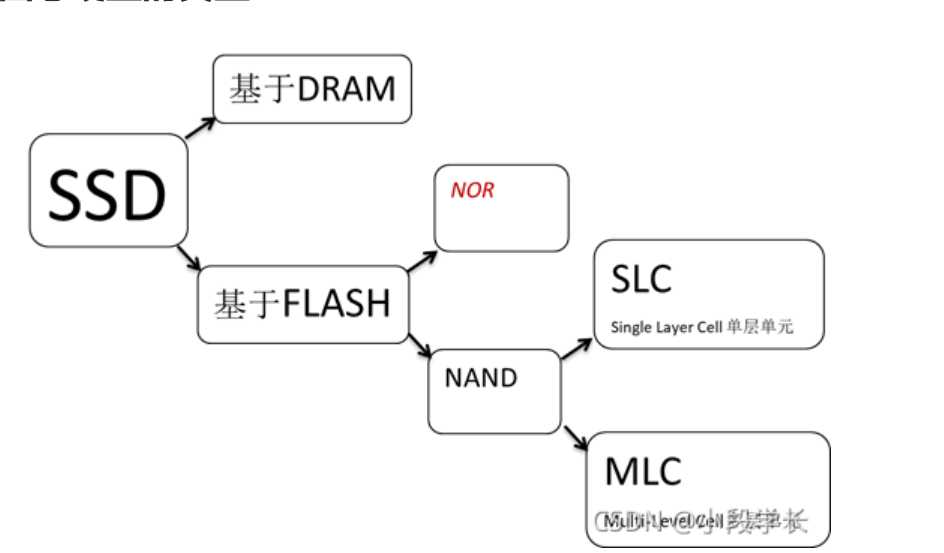 基于DRAM
SSD
NOR
基于FLASH
SLC
Single Layer Cell 单层单元
NAND
MLC
Multi-Level Cell
CSDN @小段学长